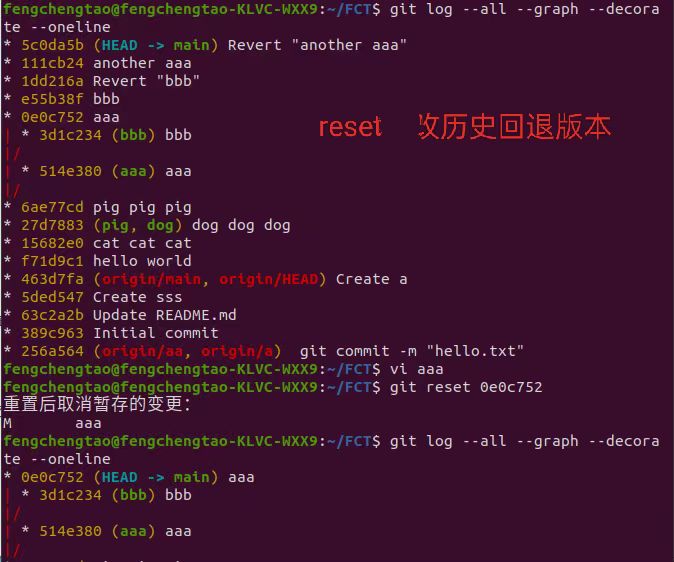 fengchengtao@fengchengtao-KLVC-WXX9:~/FCT$ git log --all --graph --decora
te --oneline
* 5c0da5b (HEAD -> main) Revert "another aaa"
* 111cb24 another aaa
* 1dd216a Revert "bbb"
* e55b38f bbb
* 0e0c752 aaa
reset 改历史回退版本
| * 3d1c234 (bbb) bbb
|/
| * 514e380 (aaa) aaa
|/
* 6ae77cd pig pig pig
* 27d7883 (pig, dog) dog dog dog
* 15682e0 cat cat cat
* f71d9c1 hello world
* 463d7fa (origin/main, origin/HEAD) Create a
* 5ded547 Create sss
* 63c2a2b Update README.md
* 389c963 Initial commit
* 256a564 (origin/aa, origin/a)  git commit -m "hello.txt"
fengchengtao@fengchengtao-KLVC-WXX9:~/FCT$ vi aaa
fengchengtao@fengchengtao-KLVC-WXX9:~/FCT$ git reset 0e0c752
重置后取消暂存的变更：
M       aaa
fengchengtao@fengchengtao-KLVC-WXX9:~/FCT$ git log --all --graph --decora
te --oneline
* 0e0c752 (HEAD -> main) aaa
| * 3d1c234 (bbb) bbb
|/
| * 514e380 (aaa) aaa
|/